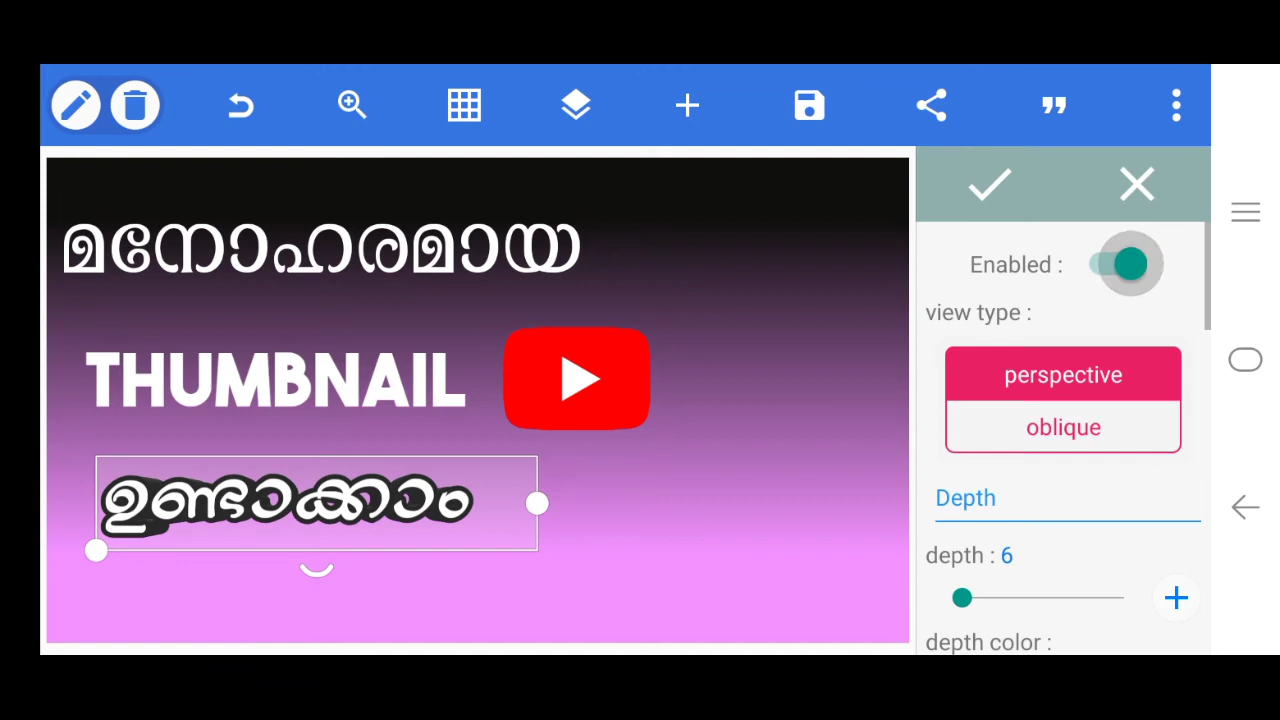 മനോഹരമായ
THUMBNAIL
ഉണ്ടാക്കാം
Enabled :
view type :
perspective
oblique
Depth
depth : 6
depth color :